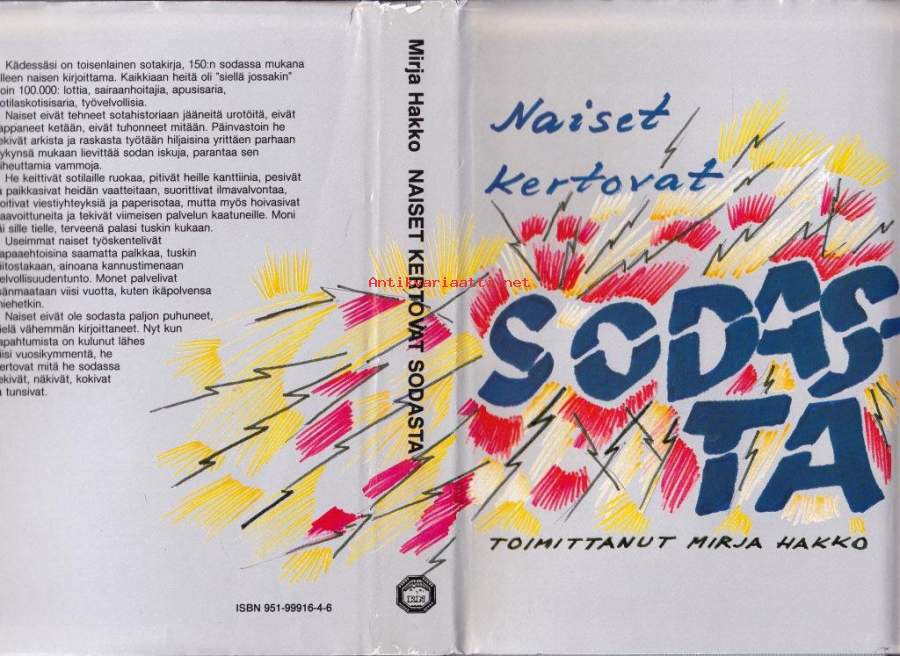 Kädessäsi on toisenlainen sotakirja, 150:n sodassa mukana
lleen naisen kirjoittama. Kaikkiaan heitä oli "siellä jossakin"
oin 100.000: lottia, sairaanhoitajia, apusisaria,
otilaskotisisaria, työvelvollisia.
Naiset eivät tehneet sotahistoriaan jääneitä urotöitä, eivät
appaneet ketään, eivät tuhonneet mitään. Päinvastoin he
ekivät arkista ja raskasta työtään hiljaisina yrittäen parhaan
ykynsä mukaan lievittää sodan iskuja, parantaa sen
iheuttamia vammoja.
He keittivät sotilaille ruokaa, pitivät heille kanttiinia, pesivät
a paikkasivat heidän vaatteitaan, suorittivat ilmavalvontaa,
oitivat viestiyhteyksiä ja paperisotaa, mutta myös hoivasivat
aavoittuneita ja tekivät viimeisen palvelun kaatuneille. Moni
äi sille tielle, terveenä palasi tuskin kukaan.
Useimmat naiset työskentelivät
apaaehtoisina saamatta palkkaa, tuskin
iitostakaan, ainoana kannustimenaan
elvollisuudentunto. Monet palvelivat
sänmaataan viisi vuotta, kuten ikäpolvensa
miehetkin.
Naiset eivät ole sodasta paljon puhuneet,
ielä vähemmän kirjoittaneet. Nyt kun
apahtumista on kulunut lähes
iisi vuosikymmentä, he
ertovat mitä he sodassa
ekivät, näkivät, kokivat
a tunsivat.
ISBN 951-99916-4-6
Mirja Hakko NAISET KERTOVAT SODASTA
Naiset
kertovat
SODAS-
TA
TOIMITTANUT MIRJA HAKKO
Antikvariaatti.net